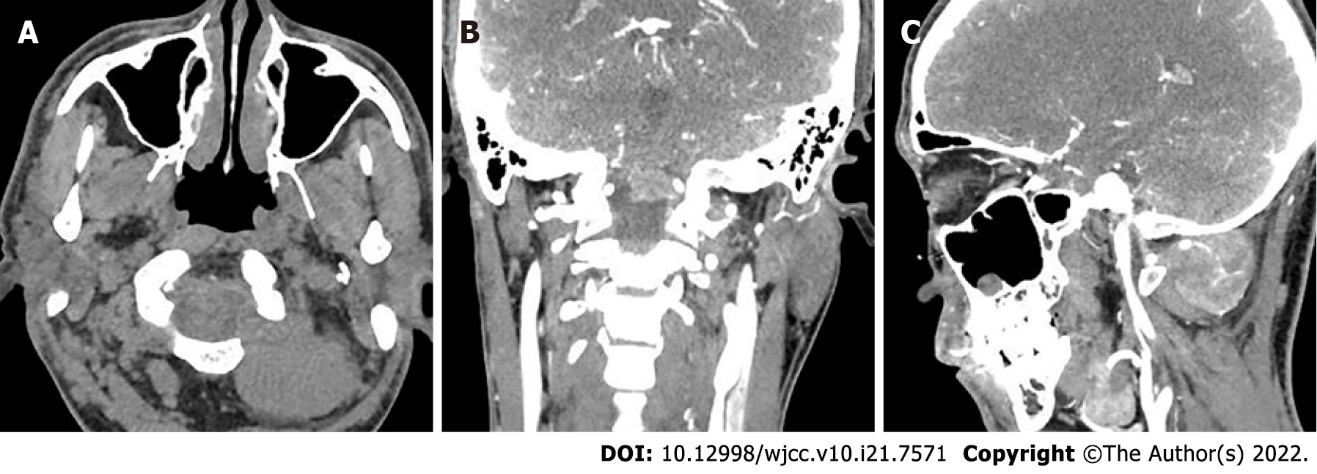 A
B
C
DOI: 10.12998/wjcc.v10.i21.7571 Copyright ©The Author(s) 2022.